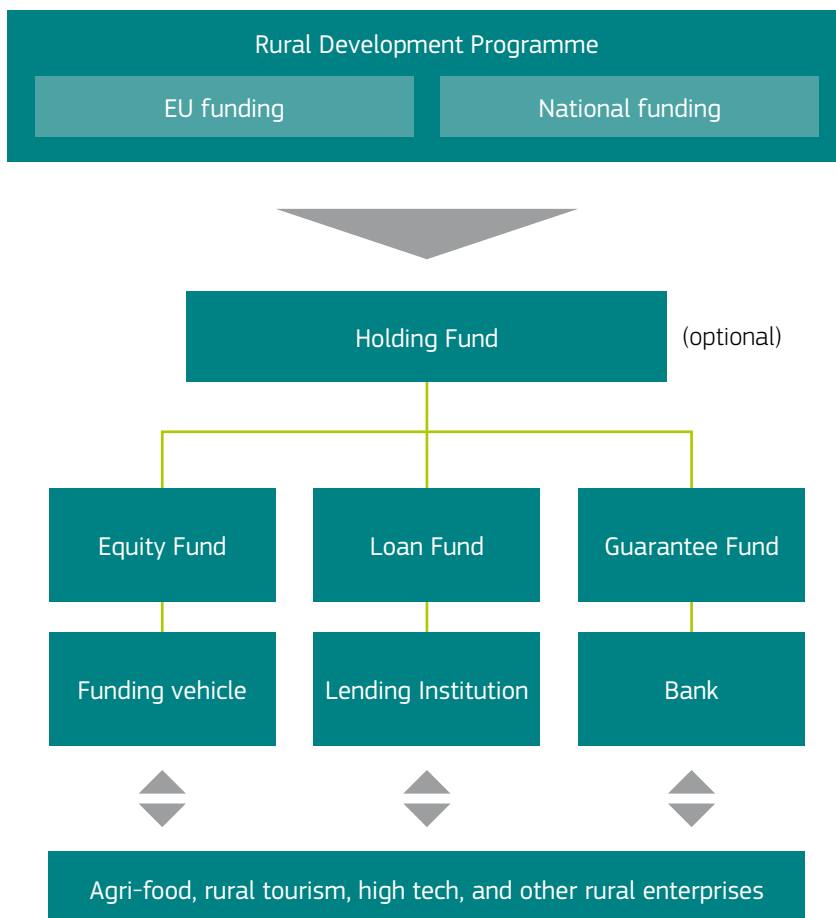 Rural Development Programme
EU funding
National funding
Holding Fund
(optional)
Equity Fund
Loan Fund
Guarantee Fund
Funding vehicle
Lending Institution
Bank
Agri-food, rural tourism, high tech, and other rural enterprises